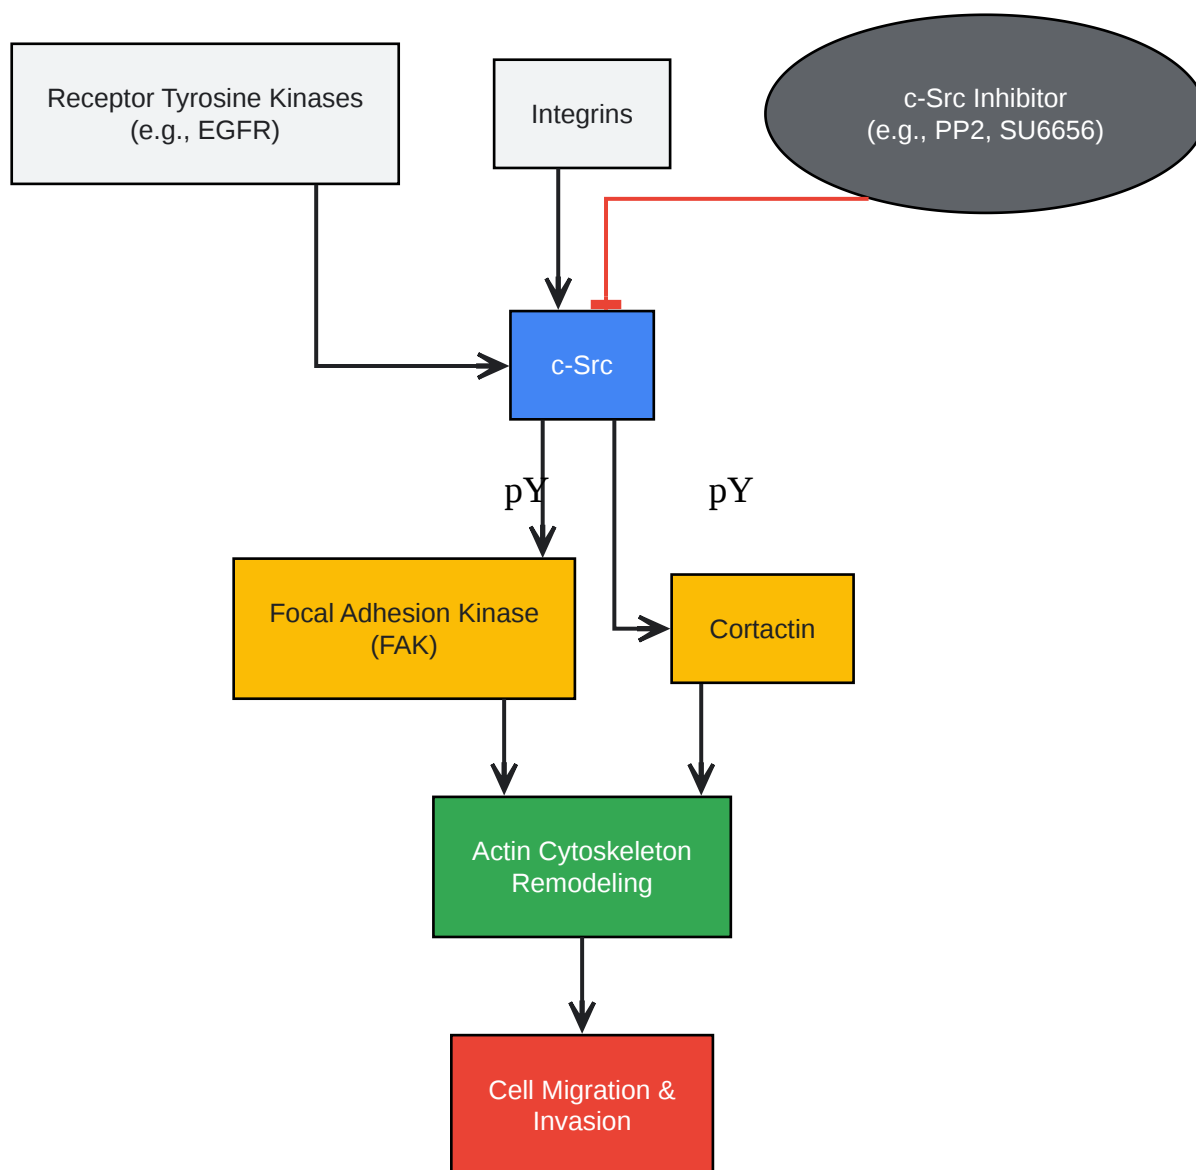 Receptor Tyrosine Kinases
(e.g., EGFR)
Integrins
c-Src Inhibitor
(e.g., PP2, SU6656)
c-Src
pY
pY
Focal Adhesion Kinase
(FAK)
Cortactin
Actin Cytoskeleton
Remodeling
Cell Migration &
Invasion